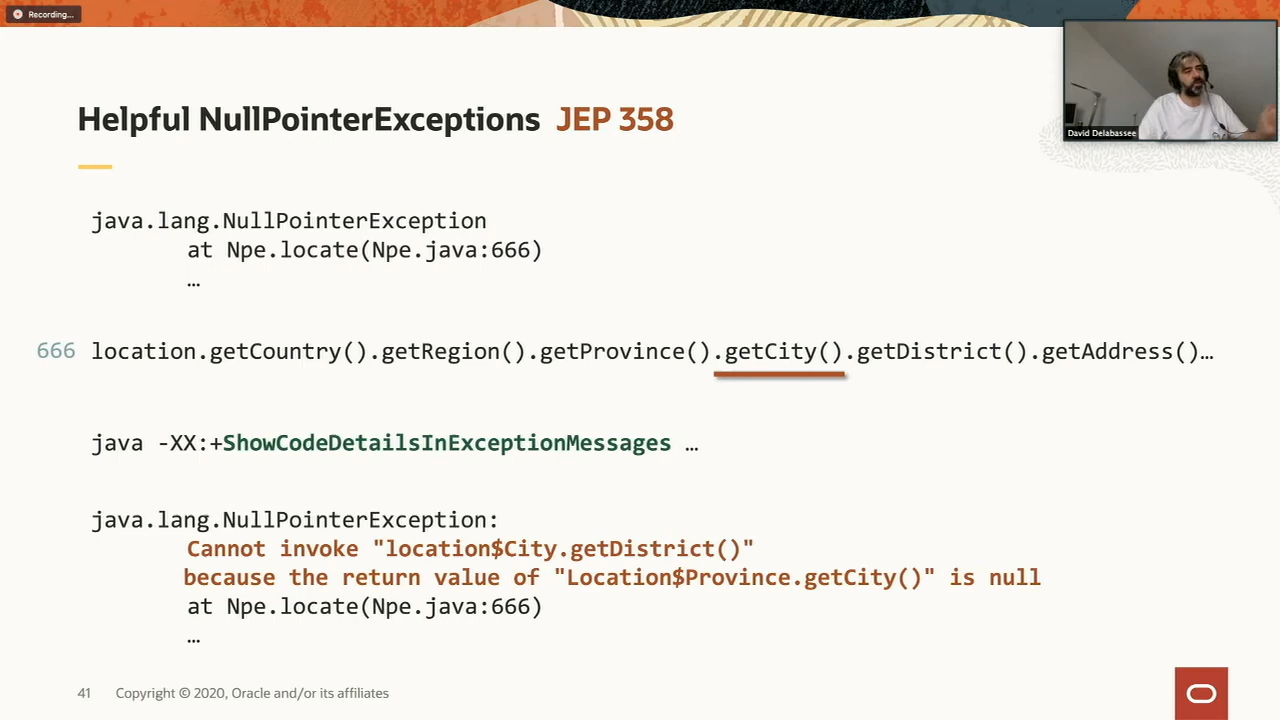 Recording...
David Delabassee
Helpful NullPointerExceptions JEP 358
java.lang.NullPointerException
at Npe.locate(Npe.java:666)
…
666 location.getCountry().getRegion().getProvince().getCity().getDistrict().getAddress()…
java -XX:+ShowCodeDetailsInExceptionMessages …
java.lang.NullPointerException:
Cannot invoke "location$City.getDistrict()"
because the return value of "Location$Province.getCity()" is null
at Npe.locate(Npe.java:666)
…
41 Copyright © 2020, Oracle and/or its affiliates